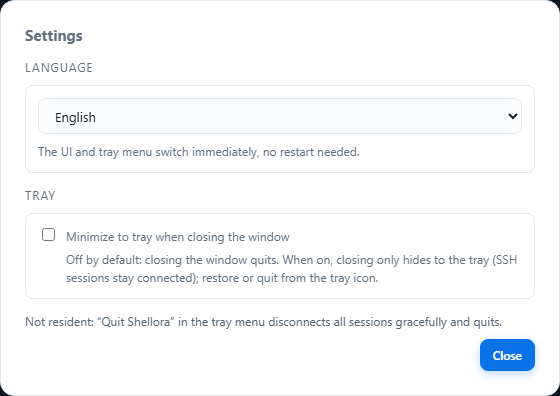 Settings
LANGUAGE
English
The UI and tray menu switch immediately, no restart needed.
TRAY
Minimize to tray when closing the window
Off by default: closing the window quits. When on, closing only hides to the tray (SSH
sessions stay connected); restore or quit from the tray icon.
Not resident: “Quit Shellora” in the tray menu disconnects all sessions gracefully and quits.
Close